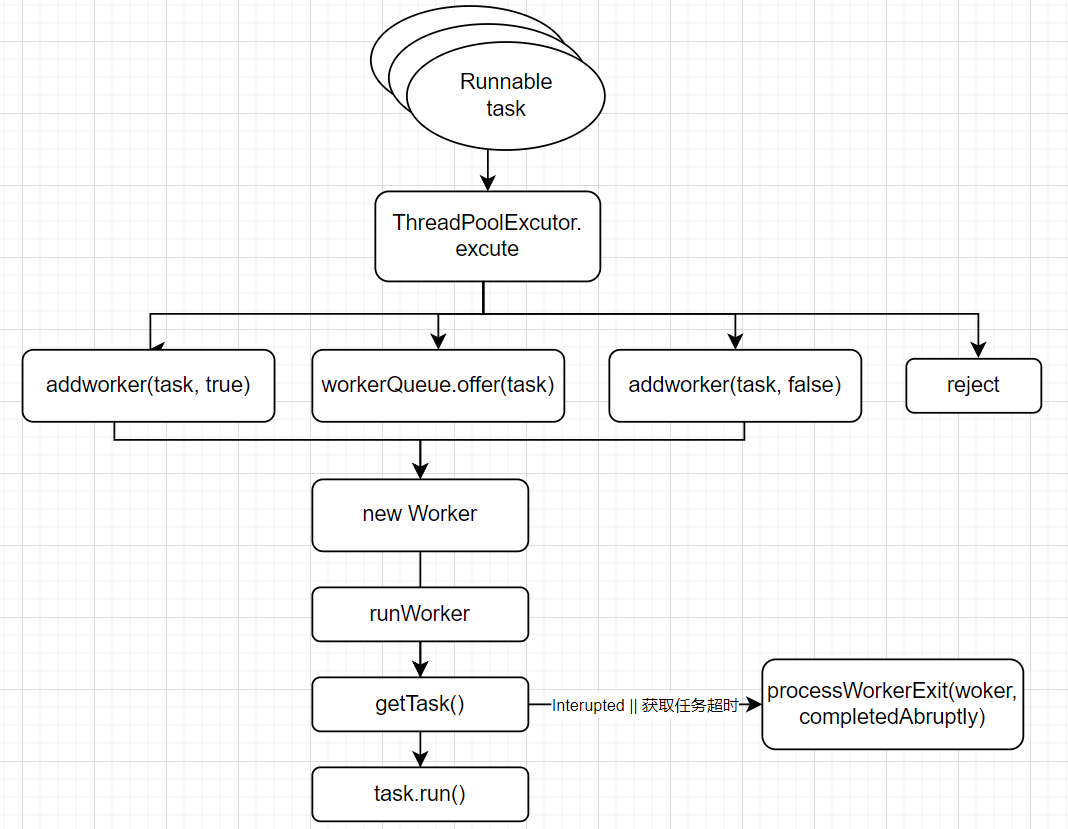 Runnable
task
ThreadPoolExcutor.
excute
addworker(task, true)
workerQueue.offer(task)
addworker(task, false)
reject
new Worker
runWorker
getTask()
Interupted || 获取任务超时
processWorkerExit(woker,
completedAbruptly)
task.run()